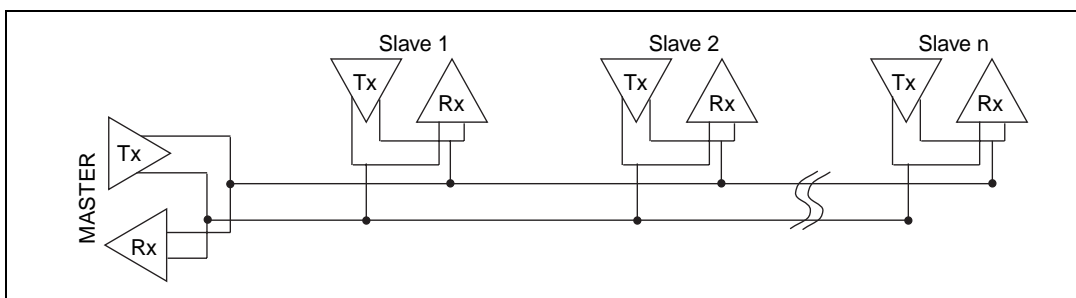 Slave 1
Slave 2
Slave n
Tx
Rx
Tx
Rx
Tx
Rx
MASTER
Tx
Rx